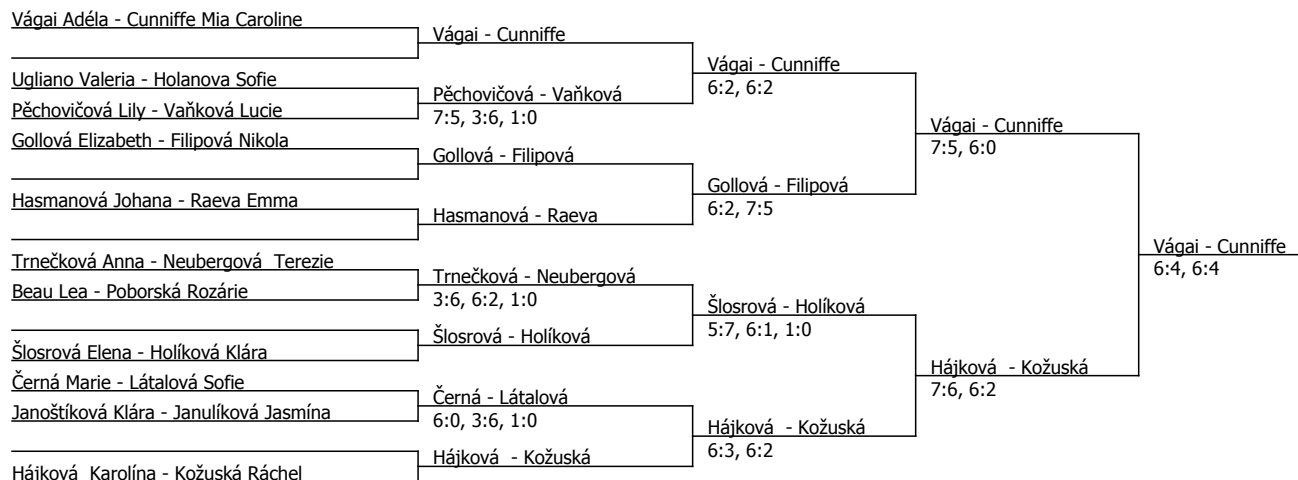 Vágai Adéla - Cunniffe Mia Caroline
Ugliano Valeria - Holanova Sofie
Pěchovičová Lily - Vaňková Lucie
Gollová Elizabeth - Filipová Nikola
Hasmanová Johana - Raeva Emma
Trnečková Anna - Neubergová  Terezie
Beau Lea - Poborská Rozárie
Šlosrová Elena - Holíková Klára
Černá Marie - Látalová Sofie
Janoštíková Klára - Janulíková Jasmína
Hájková  Karolína - Kožuská Ráchel
Vágai - Cunniffe
Pěchovičová - Vaňková
7:5, 3:6, 1:0
Gollová - Filipová
Hasmanová - Raeva
Trnečková - Neubergová
3:6, 6:2, 1:0
Šlosrová - Holíková
Černá - Látalová
6:0, 3:6, 1:0
Hájková  - Kožuská
Vágai - Cunniffe
6:2, 6:2
Gollová - Filipová
6:2, 7:5
Šlosrová - Holíková
5:7, 6:1, 1:0
Hájková  - Kožuská
6:3, 6:2
Vágai - Cunniffe
7:5, 6:0
Hájková  - Kožuská
7:6, 6:2
Vágai - Cunniffe
6:4, 6:4